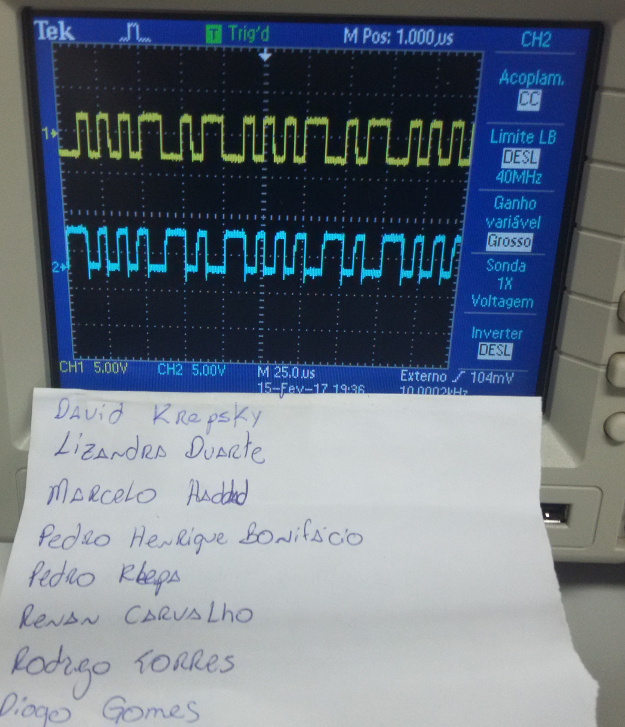 Tek T Trig'd M Pos: 1.000µs CH2
Acoplam.
CC
1
Limite LB
DESL
40MHz
Ganho
variável
Grosso
2
Sonda
1X
Voltagem
Inverter
DESL
CH1 5.00V CH2 5.00V M 25.0µs Externo 104mV
15-Fev-17 19:36 10.0002kHz
DAVID KREPSKY
LIZANDRA DUARTE
MARCELO HADDAD
PEDRO HENRIQUE BONIFÁCIO
PEDRO
RENAN CARVALHO
RODRIGO TORRES
DIOGO GOMES